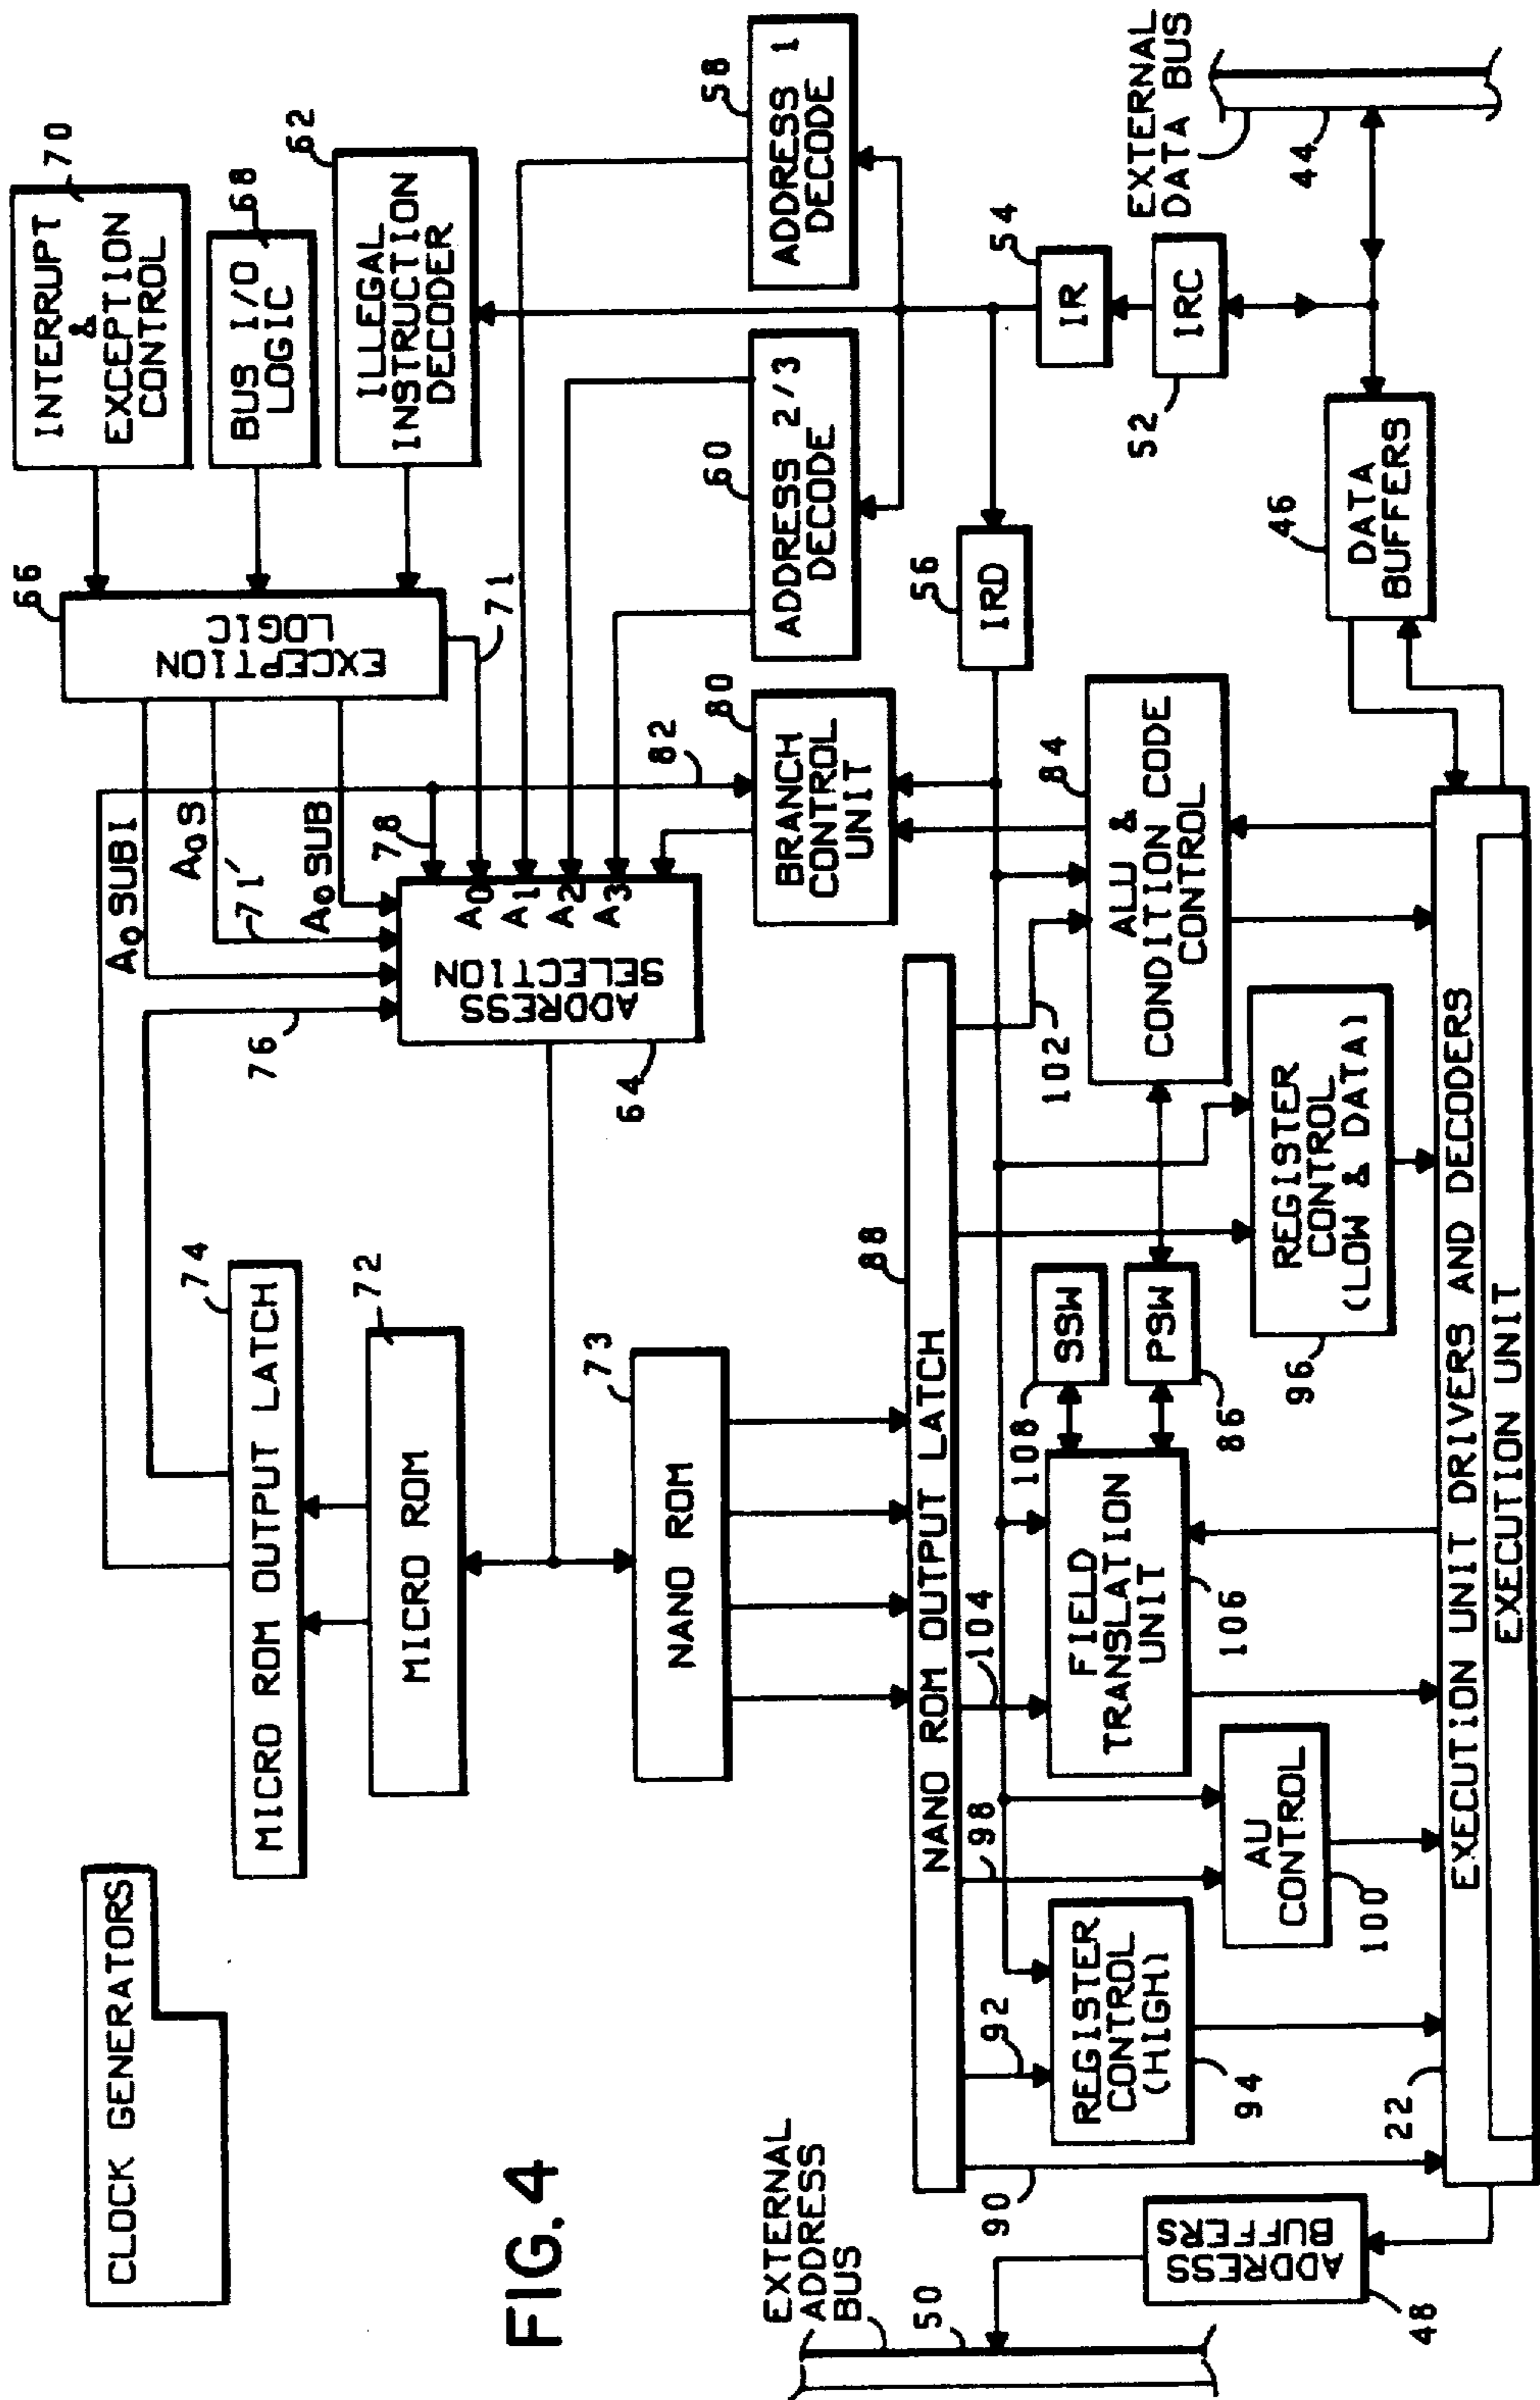 CLOCK GENERATORS
FIG.4
MICRO ROM OUTPUT LATCH
74
MICRO ROM
72
NANO ROM
73
76
A0 SUBI
A0S
71'
A0 SUB
78
82
ADDRESS
SELECTION
A0
A1
A2
A3
64
EXCEPTION
LOGIC
66
71
INTERRUPT
&
EXCEPTION
CONTROL
70
BUS I/O
LOGIC
68
ILLEGAL
INSTRUCTION
DECODER
62
ADDRESS 1
DECODE
58
ADDRESS 2/3
DECODE
60
BRANCH
CONTROL
UNIT
80
IRD
56
IR
54
IRC
52
EXTERNAL
DATA BUS
44
DATA
BUFFERS
46
NANO ROM OUTPUT LATCH
88
EXTERNAL
ADDRESS
BUS
50
ADDRESS
BUFFERS
48
90
92
REGISTER
CONTROL
(HIGH)
94
98
AU
CONTROL
100
104
FIELD
TRANSLATION
UNIT
106
SSW
108
PSW
86
REGISTER
CONTROL
(LOW & DATA)
96
102
ALU &
CONDITION CODE
CONTROL
84
22
EXECUTION UNIT DRIVERS AND DECODERS
EXECUTION UNIT